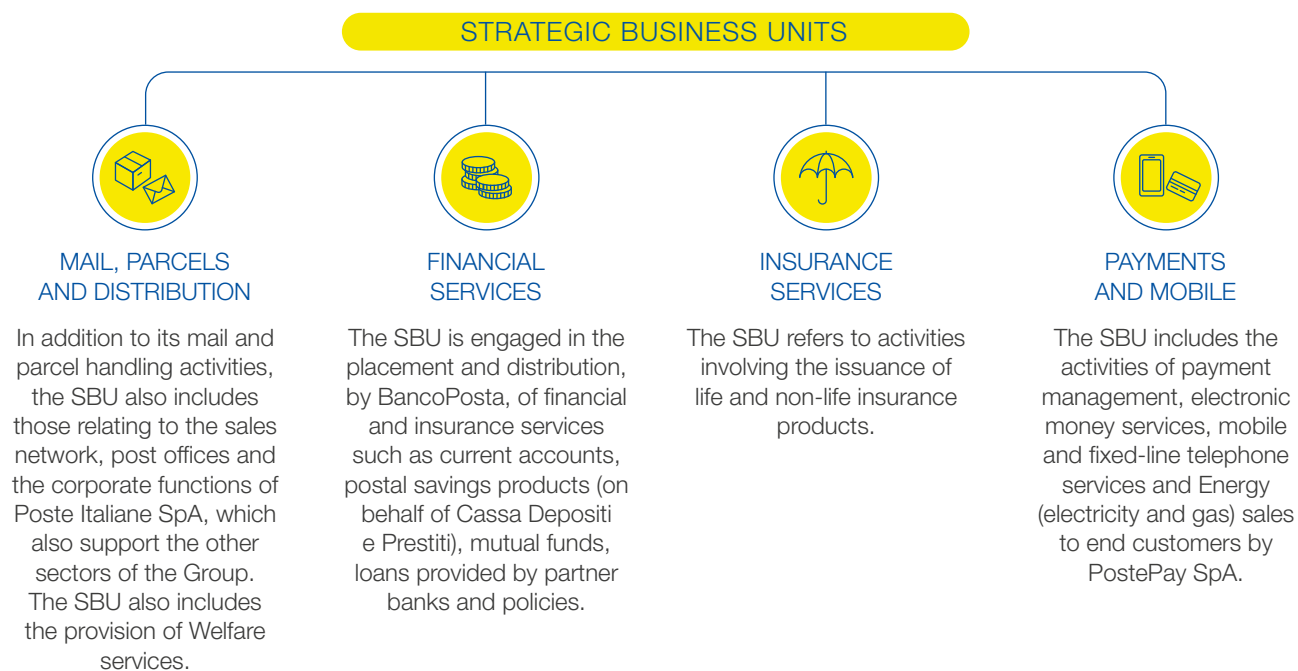 STRATEGIC BUSINESS UNITS
MAIL, PARCELS
AND DISTRIBUTION
In addition to its mail and
parcel handling activities,
the SBU also includes
those relating to the sales
network, post offices and
the corporate functions of
Poste Italiane SpA, which
also support the other
sectors of the Group.
The SBU also includes
the provision of Welfare
services.
FINANCIAL
SERVICES
The SBU is engaged in the
placement and distribution,
by BancoPosta, of financial
and insurance services
such as current accounts,
postal savings products (on
behalf of Cassa Depositi
e Prestiti), mutual funds,
loans provided by partner
banks and policies.
INSURANCE
SERVICES
The SBU refers to activities
involving the issuance of
life and non-life insurance
products.
PAYMENTS
AND MOBILE
The SBU includes the
activities of payment
management, electronic
money services, mobile
and fixed-line telephone
services and Energy
(electricity and gas) sales
to end customers by
PostePay SpA.